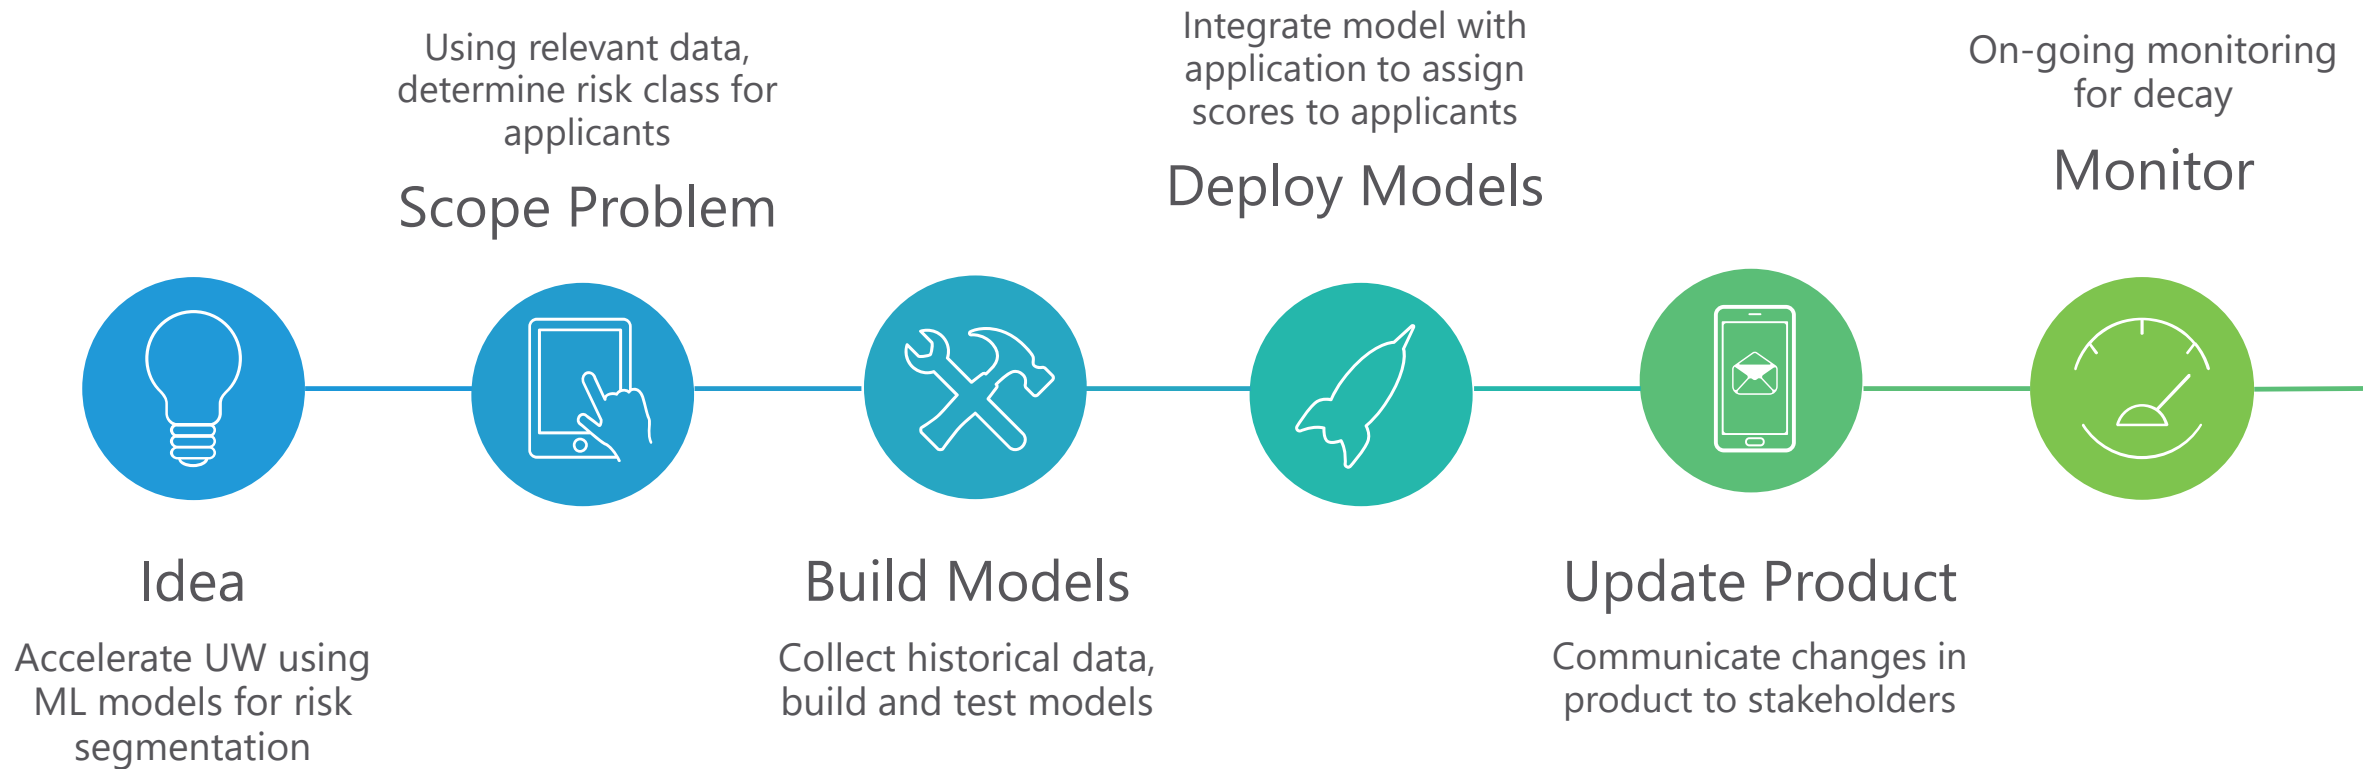 Idea
Accelerate UW using
ML models for risk
segmentation
Using relevant data,
determine risk class for
applicants
Scope Problem
Build Models
Collect historical data,
build and test models
Integrate model with
application to assign
scores to applicants
Deploy Models
Update Product
Communicate changes in
product to stakeholders
On-going monitoring
for decay
Monitor